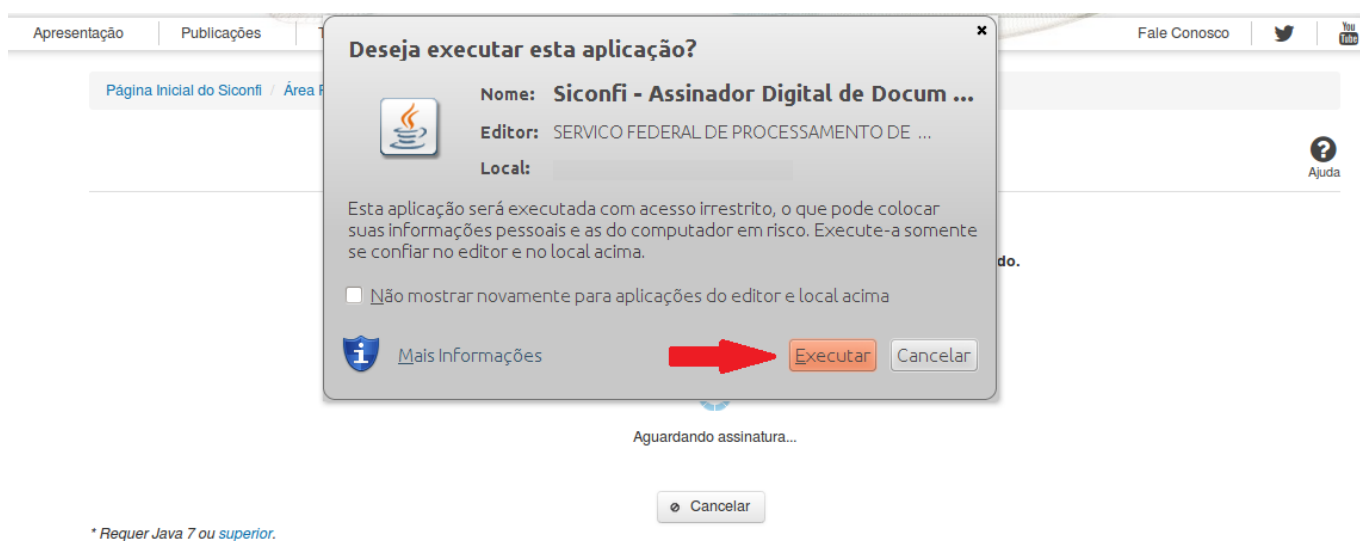 Apresentação
Publicações
Fale Conosco
You
Tube
Página Inicial do Siconfi / Área
Deseja executar esta aplicação?
Nome: Siconfi - Assinador Digital de Docum ...
Editor: SERVICO FEDERAL DE PROCESSAMENTO DE ...
Local:
Ajuda
Esta aplicação será executada com acesso irrestrito, o que pode colocar
suas informações pessoais e as do computador em risco. Execute-a somente
se confiar no editor e no local acima.
do.
Não mostrar novamente para aplicações do editor e local acima
Mais Informações
Executar
Cancelar
Aguardando assinatura...
Cancelar
* Requer Java 7 ou superior.